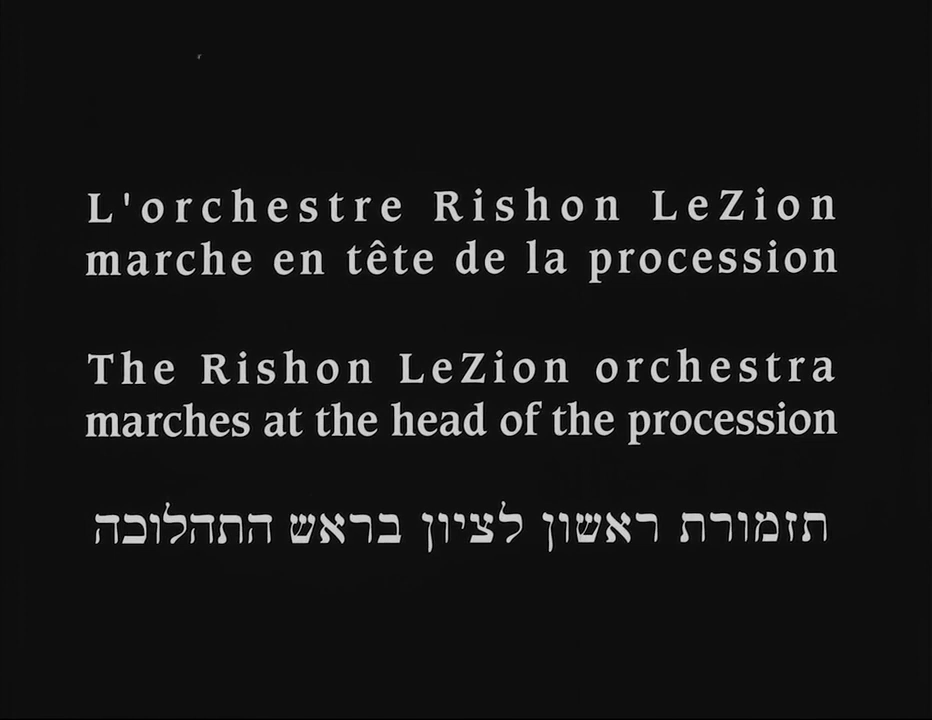 L'orchestre Rishon LeZion
marche en tête de la procession
The Rishon LeZion orchestra
marches at the head of the procession
תזמורת ראשון לציון בראש התהלוכה